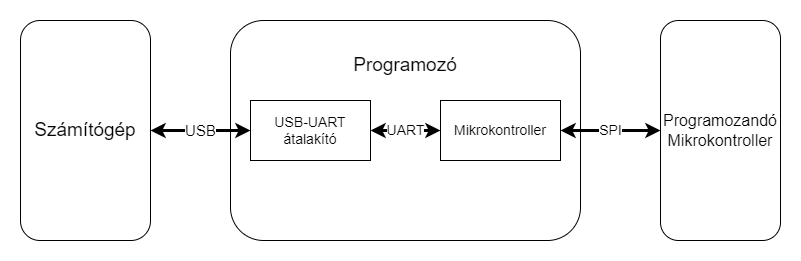 Számítógép
USB
Programozó
USB-UART
átalakító
UART
Mikrokontroller
SPI
Programozandó
Mikrokontroller